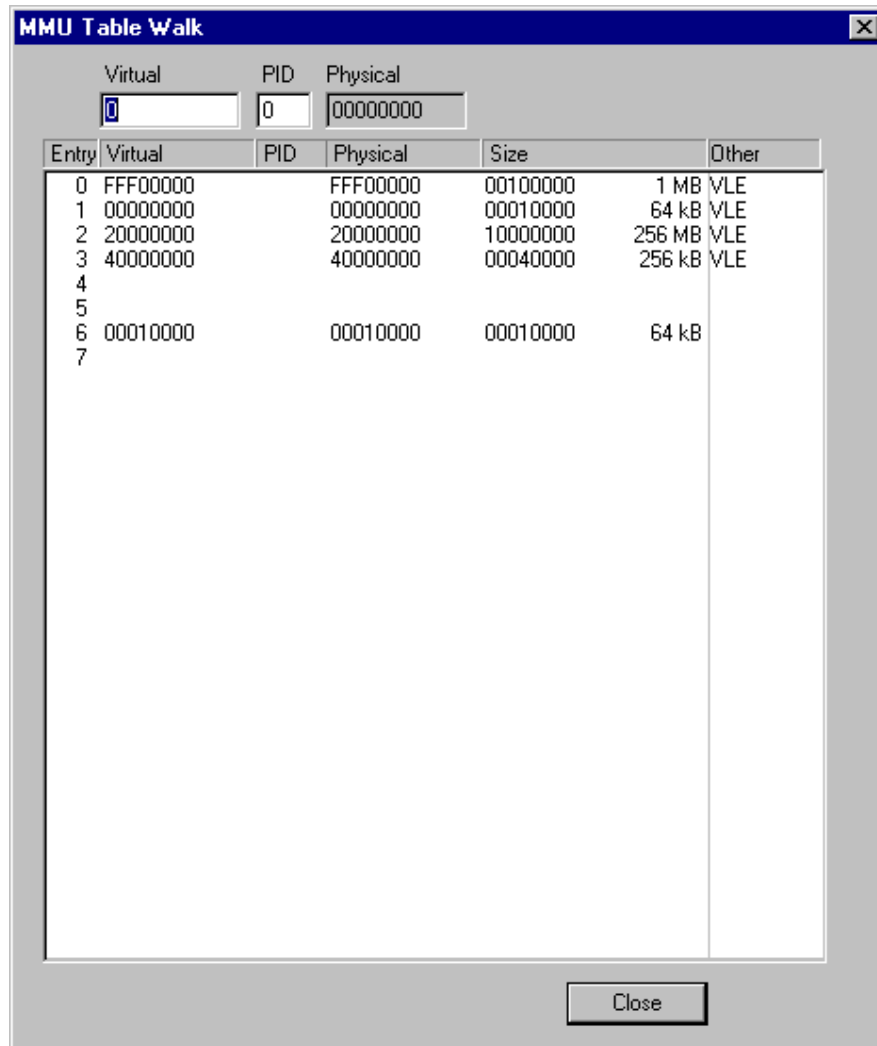 MMU Table Walk
Virtual PID Physical
0 0 00000000
Entry Virtual PID Physical Size Other
0 FFF00000 FFF00000 00100000 1 MB VLE
1 00000000 00000000 00010000 64 kB VLE
2 20000000 20000000 10000000 256 MB VLE
3 40000000 40000000 00040000 256 kB VLE
4
5
6 00010000 00010000 00010000 64 kB
7
Close